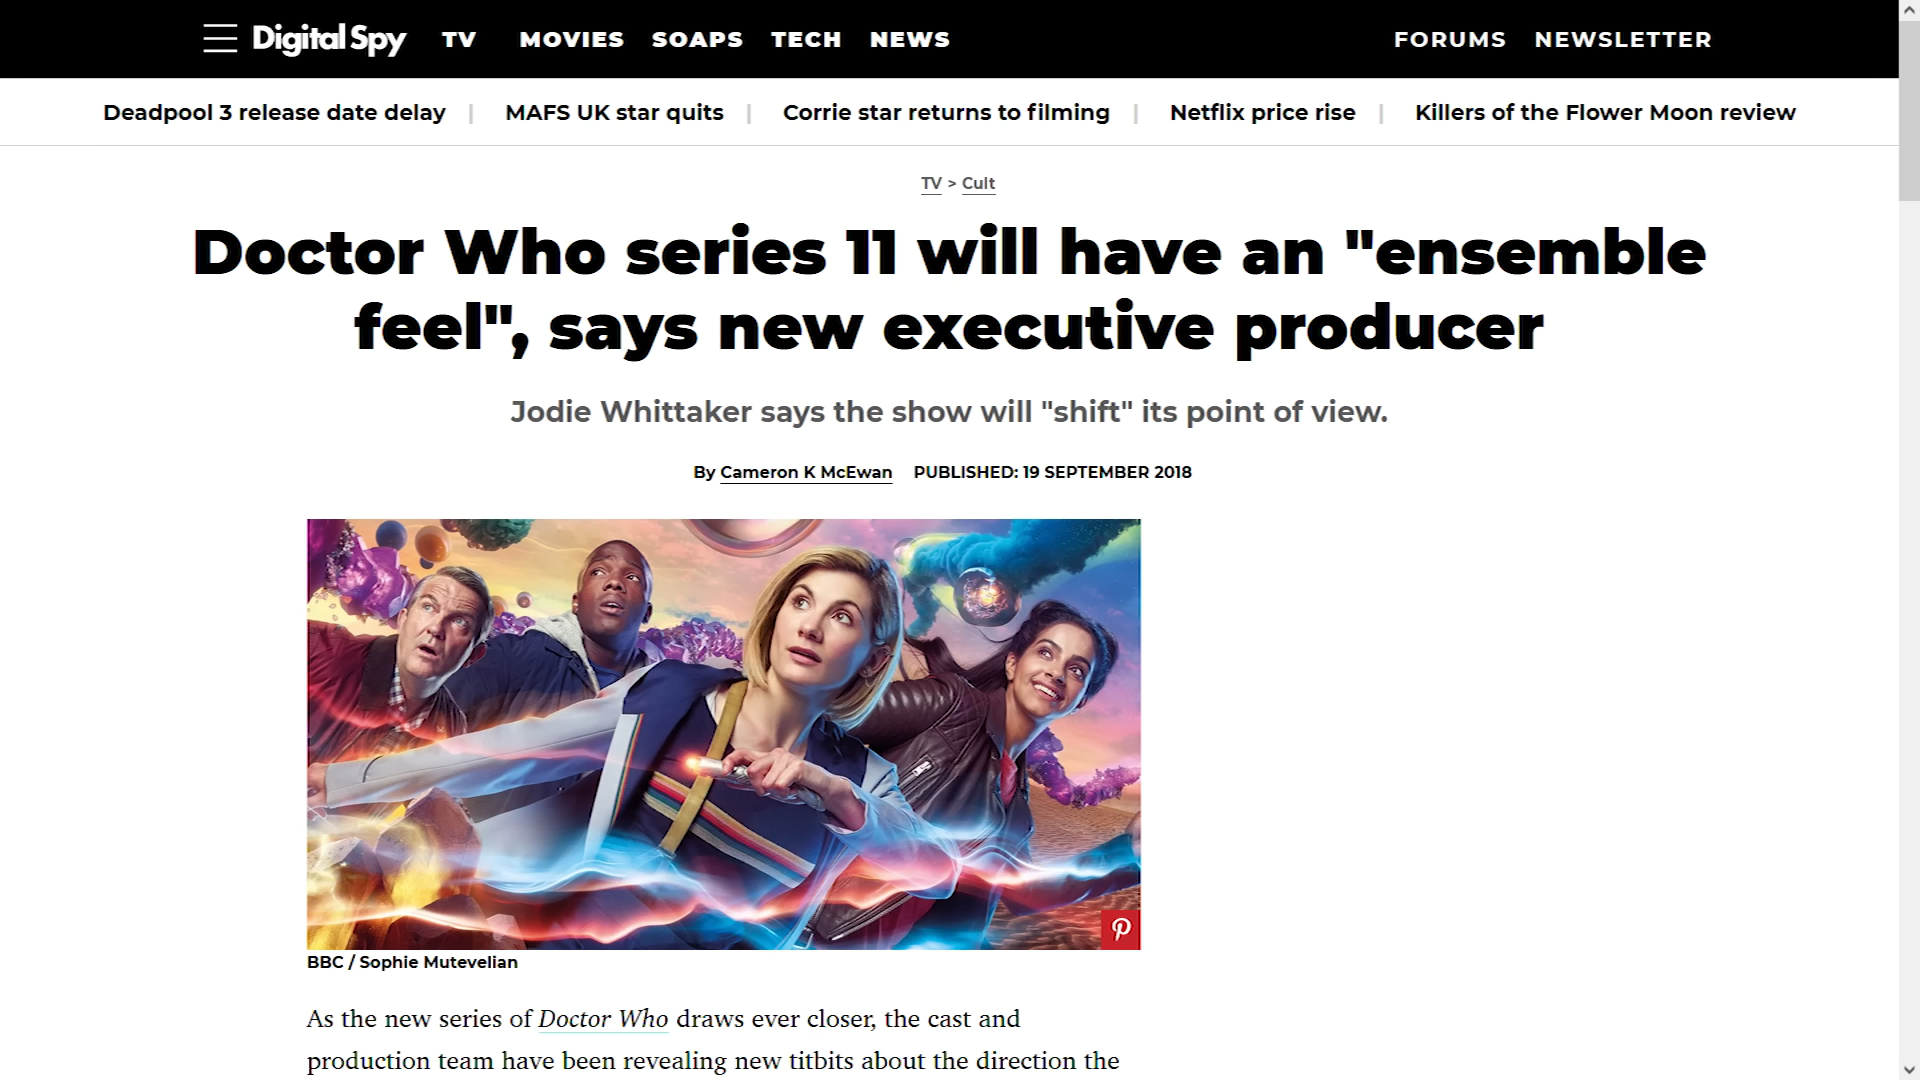 Digital Spy TV MOVIES SOAPS TECH NEWS FORUMS NEWSLETTER
Deadpool 3 release date delay | MAFS UK star quits | Corrie star returns to filming | Netflix price rise | Killers of the Flower Moon review
TV > Cult
Doctor Who series 11 will have an "ensemble
feel", says new executive producer
Jodie Whittaker says the show will "shift" its point of view.
By Cameron K McEwan PUBLISHED: 19 SEPTEMBER 2018
BBC / Sophie Mutevelian
As the new series of Doctor Who draws ever closer, the cast and
production team have been revealing new titbits about the direction the